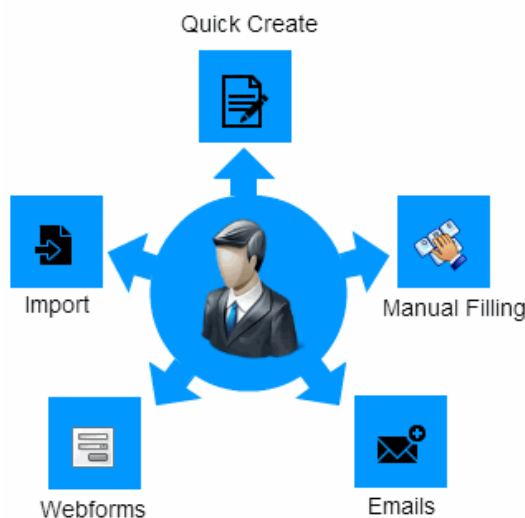 Quick Create
Import
Manual Filling
Webforms
Emails